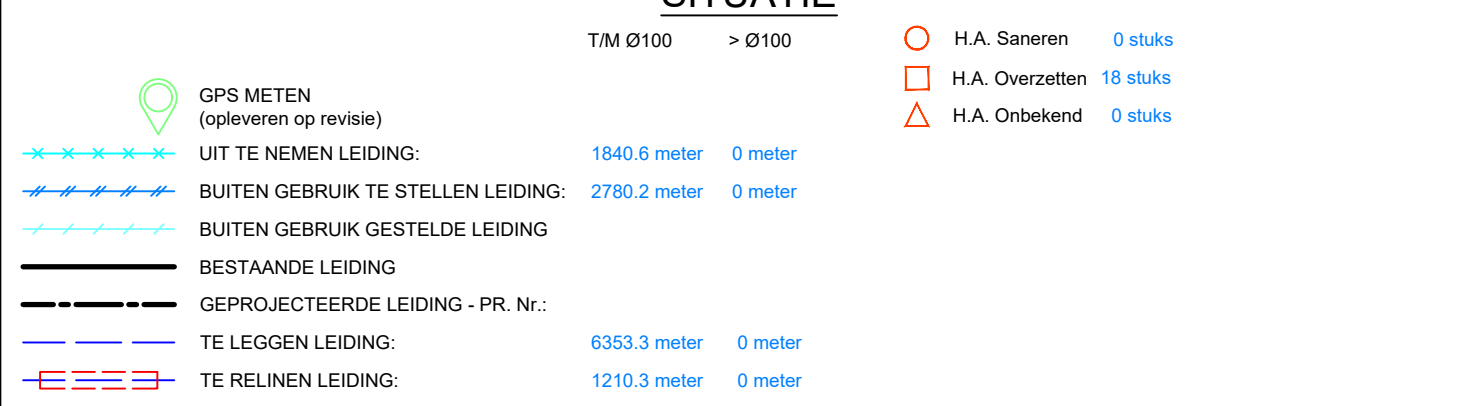 SITUATIE
T/M Ø100 > Ø100
GPS METEN
(opleveren op revisie)
UIT TE NEMEN LEIDING: 1840.6 meter 0 meter
BUITEN GEBRUIK TE STELLEN LEIDING: 2780.2 meter 0 meter
BUITEN GEBRUIK GESTELDE LEIDING
BESTAANDE LEIDING
GEPROJECTEERDE LEIDING - PR. Nr.:
TE LEGGEN LEIDING: 6353.3 meter 0 meter
TE RELINEN LEIDING: 1210.3 meter 0 meter
H.A. Saneren 0 stuks
H.A. Overzetten 18 stuks
H.A. Onbekend 0 stuks